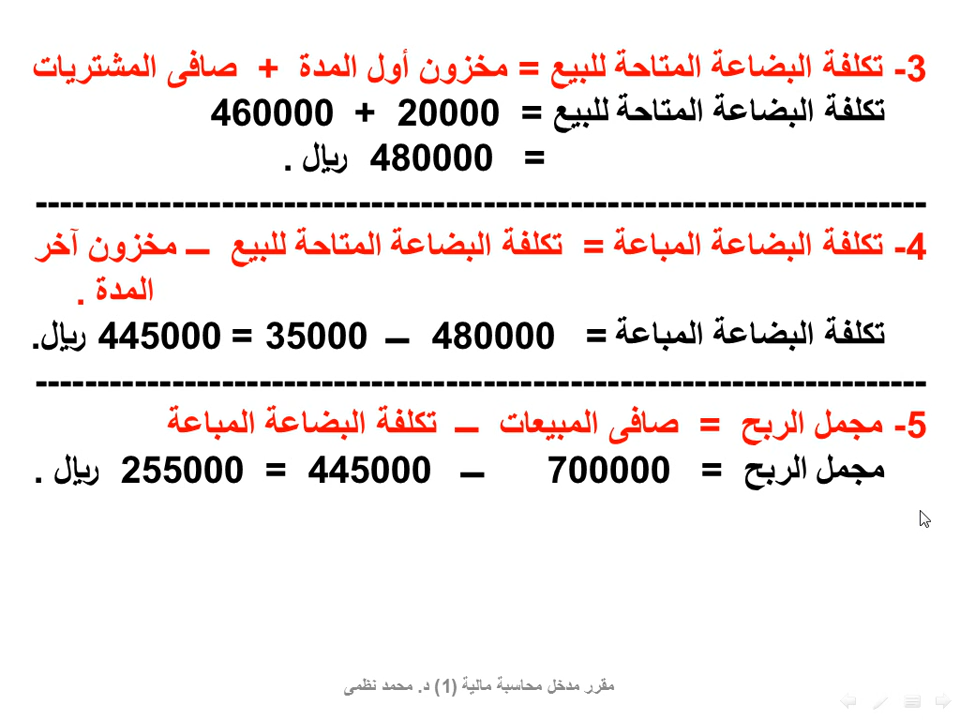 3- تكلفة البضاعة المتاحة للبيع = مخزون أول المدة + صافى المشتريات
تكلفة البضاعة المتاحة للبيع = 20000 + 460000
= 480000 ريال .
--------------------------------------------------------------------------
4- تكلفة البضاعة المباعة = تكلفة البضاعة المتاحة للبيع – مخزون آخر
المدة .
تكلفة البضاعة المباعة = 480000 – 35000 = 445000 ريال.
--------------------------------------------------------------------------
5- مجمل الربح = صافى المبيعات – تكلفة البضاعة المباعة
مجمل الربح = 700000 – 445000 = 255000 ريال .
مقرر مدخل محاسبة مالية (1) د. محمد نظمى